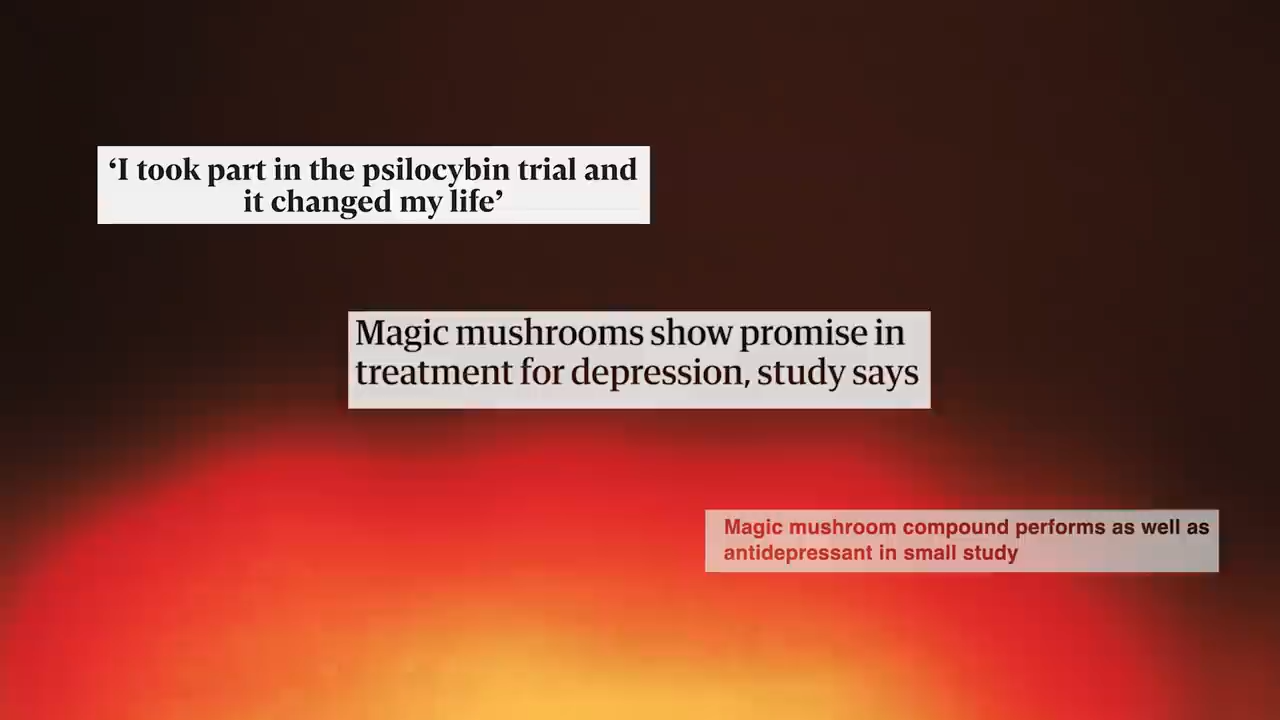 ‘I took part in the psilocybin trial and
it changed my life’
Magic mushrooms show promise in
treatment for depression, study says
Magic mushroom compound performs as well as
antidepressant in small study